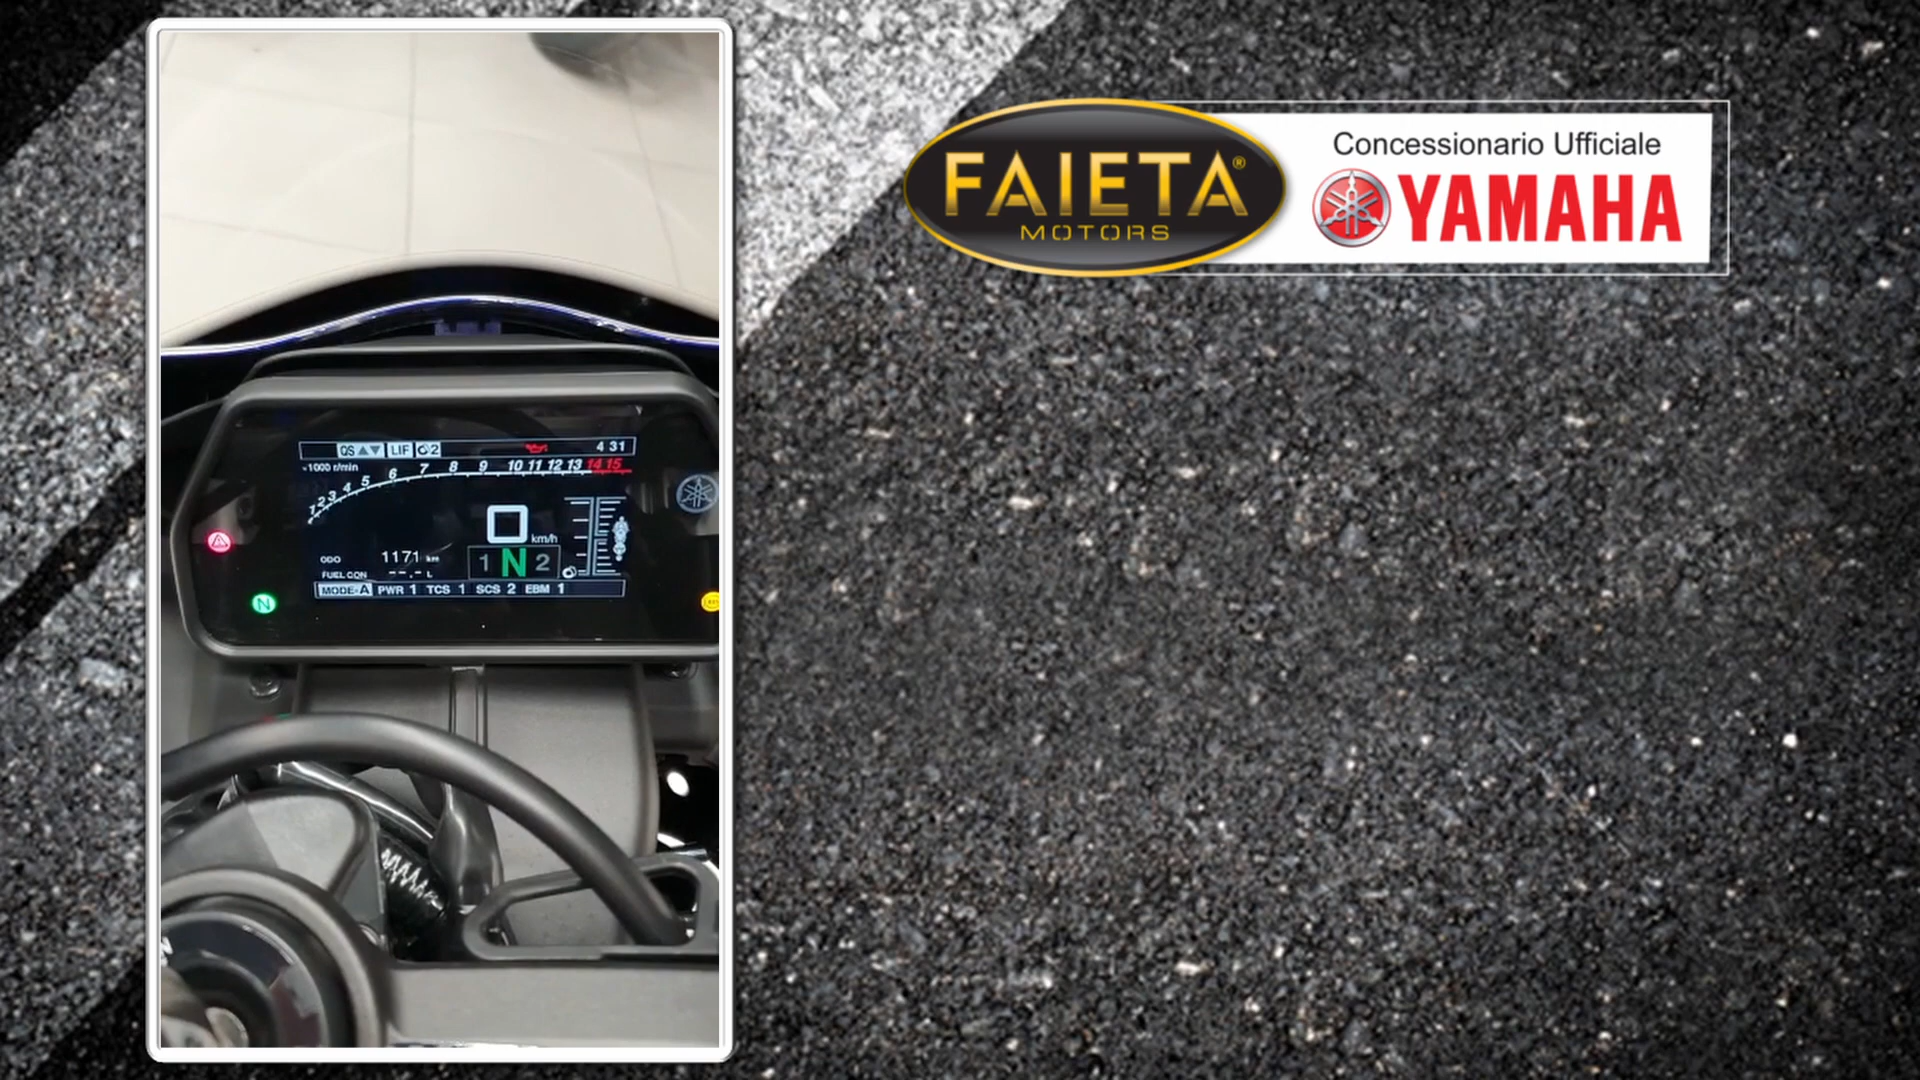 QS LIF 2 4 31
×1000 r/min
1 2 3 4 5 6 7 8 9 10 11 12 13 14 15
0 km/h
ODO 1171 km
1 N 2
FUEL CON --.- L
MODE-A PWR 1 TCS 1 SCS 2 EBM 1
N
FAIETA®
MOTORS
Concessionario Ufficiale
YAMAHA